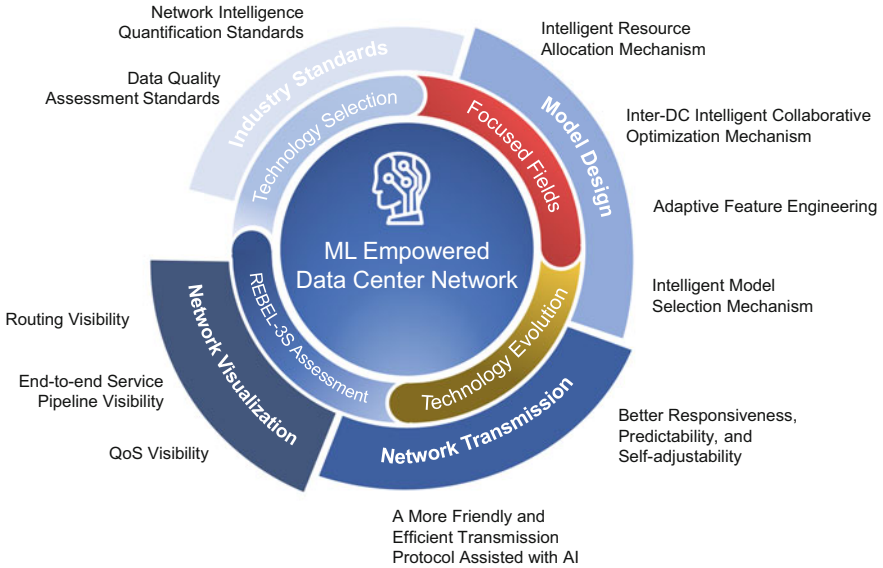 Network Intelligence
Quantification Standards
Data Quality
Assessment Standards
Industry Standards
Technology Selection
Focused Fields
Model Design
Intelligent Resource
Allocation Mechanism
Inter-DC Intelligent Collaborative
Optimization Mechanism
Adaptive Feature Engineering
Intelligent Model
Selection Mechanism
ML Empowered
Data Center Network
REBEL-3S Assessment
Technology Evolution
Network Visualization
Routing Visibility
End-to-end Service
Pipeline Visibility
QoS Visibility
Network Transmission
Better Responsiveness,
Predictability, and
Self-adjustability
A More Friendly and
Efficient Transmission
Protocol Assisted with AI